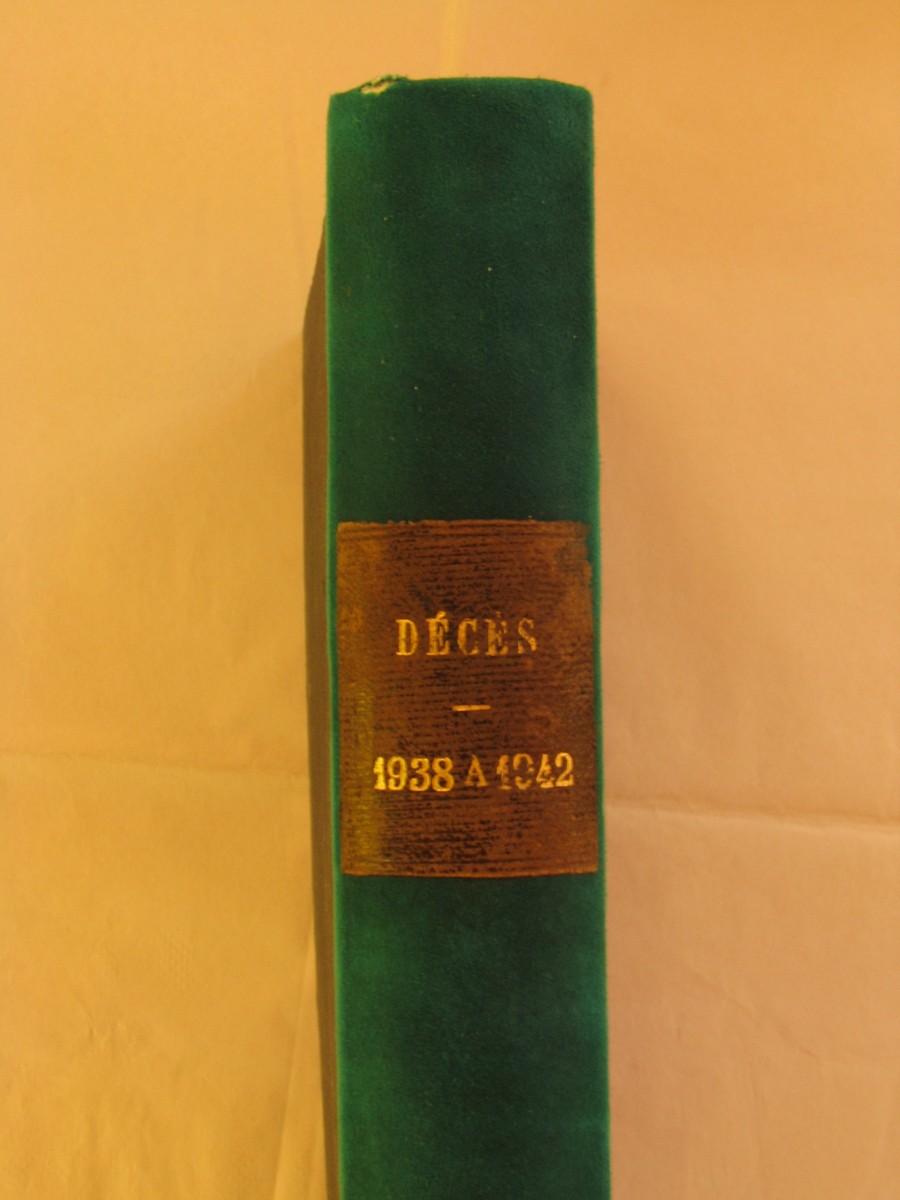 DÉCÈS
—
1938 A 1942